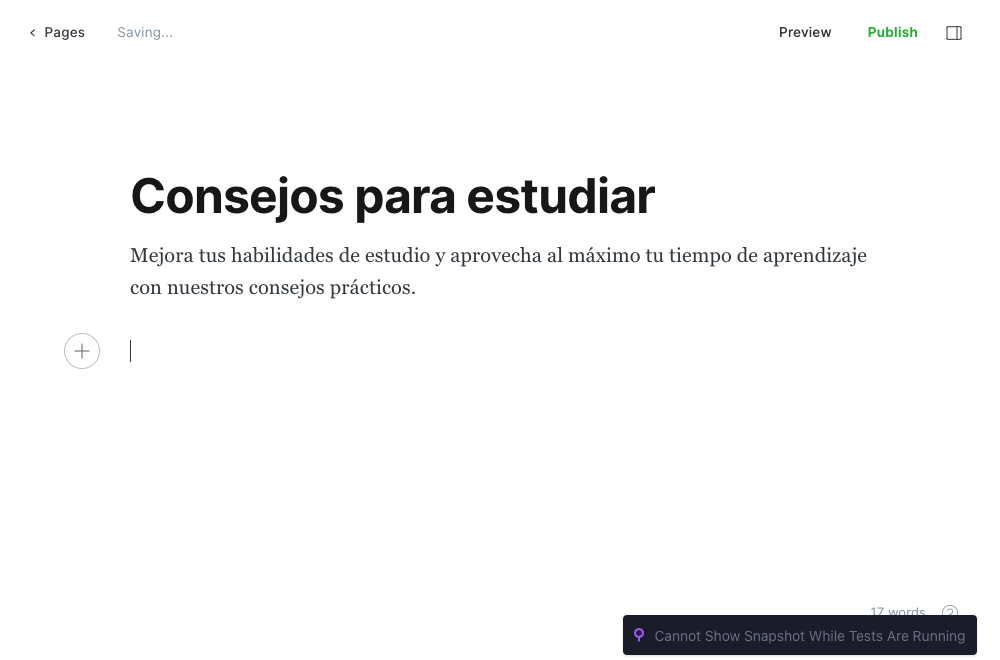 Pages
Saving...
Preview
Publish
Consejos para estudiar
Mejora tus habilidades de estudio y aprovecha al máximo tu tiempo de aprendizaje
con nuestros consejos prácticos.
17 words
?
Cannot Show Snapshot While Tests Are Running